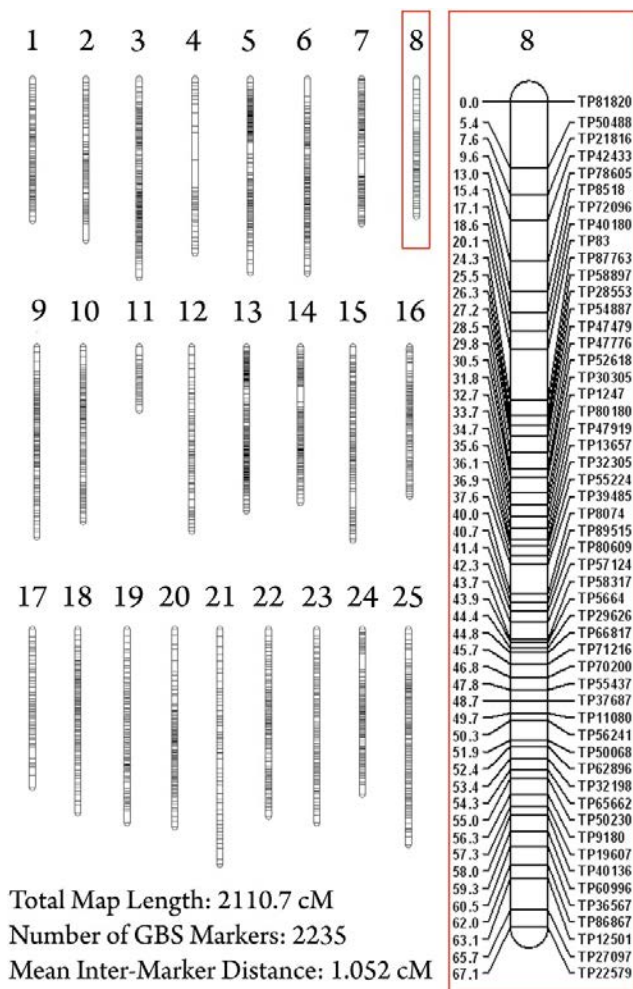 1 2 3 4 5 6 7 8
9 10 11 12 13 14 15 16
17 18 19 20 21 22 23 24 25
Total Map Length: 2110.7 cM
Number of GBS Markers: 2235
Mean Inter-Marker Distance: 1.052 cM
8
0.0 TP81820
5.4 TP50488
7.6 TP21816
9.6 TP42433
13.0 TP78605
15.4 TP8518
17.1 TP72096
18.6 TP40180
20.1 TP83
24.3 TP87763
25.5 TP58897
26.3 TP28553
27.2 TP54887
28.5 TP47479
29.8 TP47776
30.5 TP52618
31.8 TP30305
32.7 TP1247
33.7 TP80180
34.7 TP47919
35.6 TP13657
36.1 TP32305
36.9 TP55224
37.6 TP39485
40.0 TP8074
40.7 TP89515
41.4 TP80609
42.3 TP57124
43.7 TP58317
43.9 TP5664
44.4 TP29626
44.8 TP66817
45.7 TP71216
46.8 TP70200
47.8 TP55437
48.7 TP37687
49.7 TP11080
50.3 TP56241
51.9 TP50068
52.4 TP62896
53.4 TP32198
54.3 TP65662
55.0 TP50230
56.3 TP9180
57.3 TP19607
58.0 TP40136
59.3 TP60996
60.5 TP36567
62.0 TP86867
63.1 TP12501
65.7 TP27097
67.1 TP22579